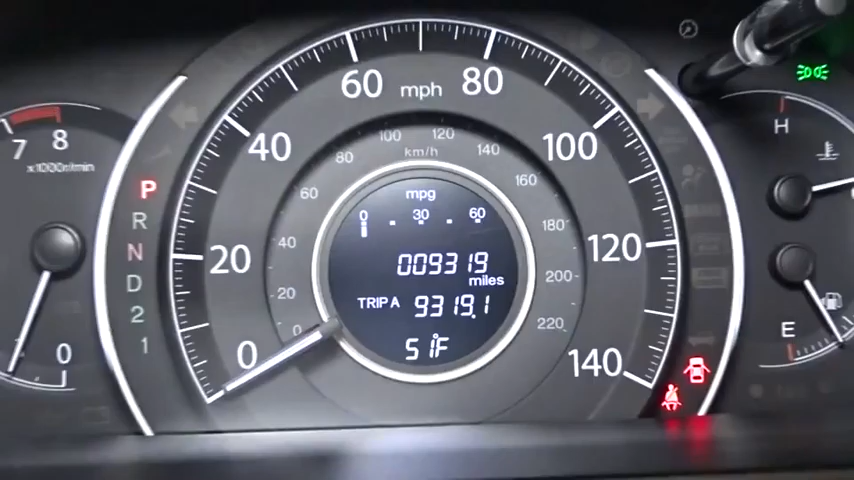 7 8
x1000r/min
0
P
R
N
D
2
1
0 20 40 60 80 100 120 140
mph
0 20 40 60 80 100 120 140 160 180 200 220
km/h
mpg
0 30 60
009319
miles
TRIP A 9319.1
51°F
H
E